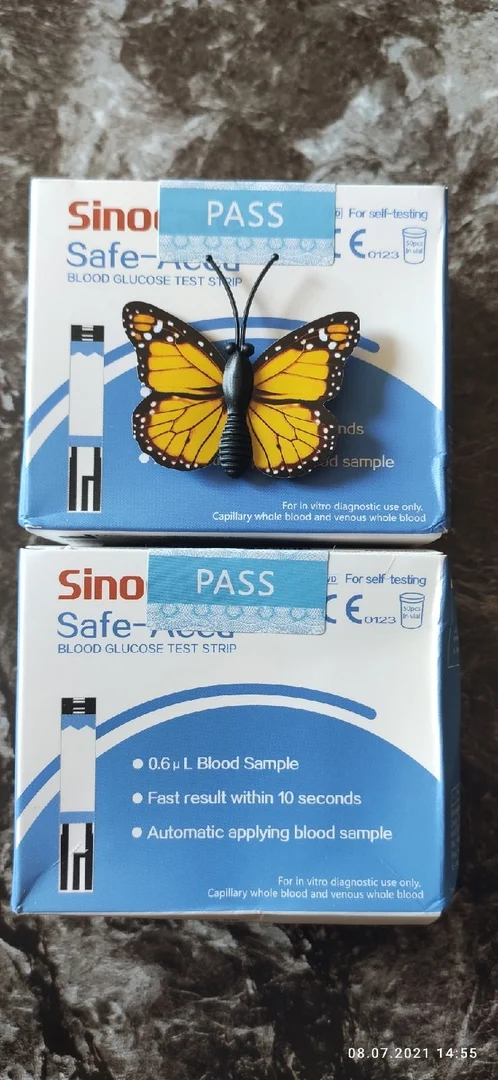 PASS
For self-testing
Safe-Accu
CE 0123
50pcs
in vial
BLOOD GLUCOSE TEST STRIP
nds
sample
For in vitro diagnostic use only.
Capillary whole blood and venous whole blood
PASS
Sino
For self-testing
Safe-Accu
CE 0123
50pcs
in vial
BLOOD GLUCOSE TEST STRIP
0.6 μ L Blood Sample
Fast result within 10 seconds
Automatic applying blood sample
For in vitro diagnostic use only.
Capillary whole blood and venous whole blood
08.07.2021 14:55